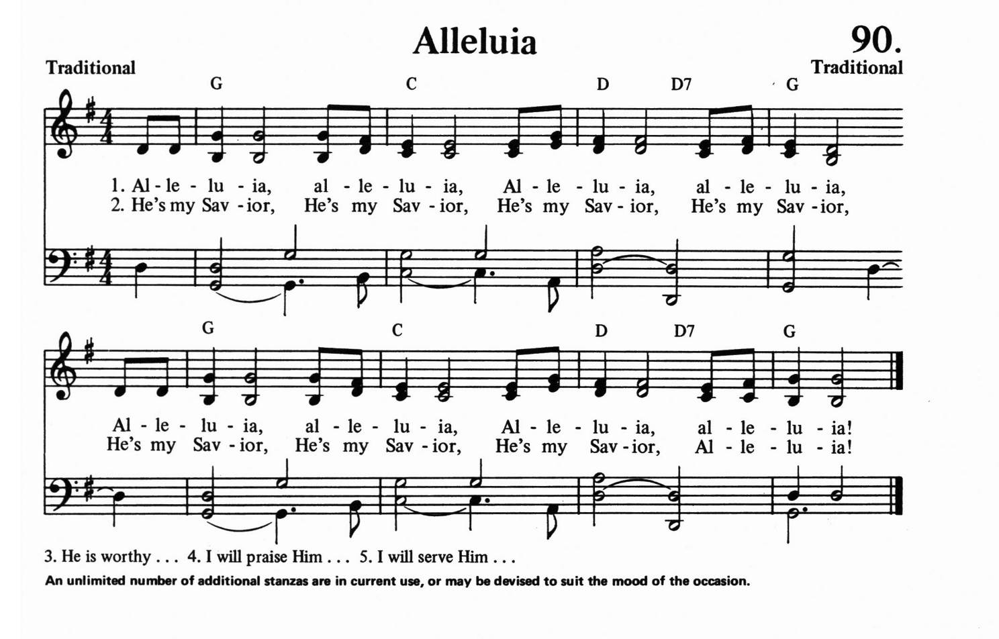 Alleluia
90.
Traditional
Traditional
G C D D7 G
4
4
1. Al - le - lu - ia, al - le - lu - ia, Al - le - lu - ia, al - le - lu - ia,
2. He's my Sav - ior, He's my Sav - ior, He's my Sav - ior, He's my Sav - ior,
4
4
G C D D7 G
Al - le - lu - ia, al - le - lu - ia, Al - le - lu - ia, al - le - lu - ia!
He's my Sav - ior, He's my Sav - ior, He's my Sav - ior, Al - le - lu - ia!
3. He is worthy . . . 4. I will praise Him . . . 5. I will serve Him . . .
An unlimited number of additional stanzas are in current use, or may be devised to suit the mood of the occasion.